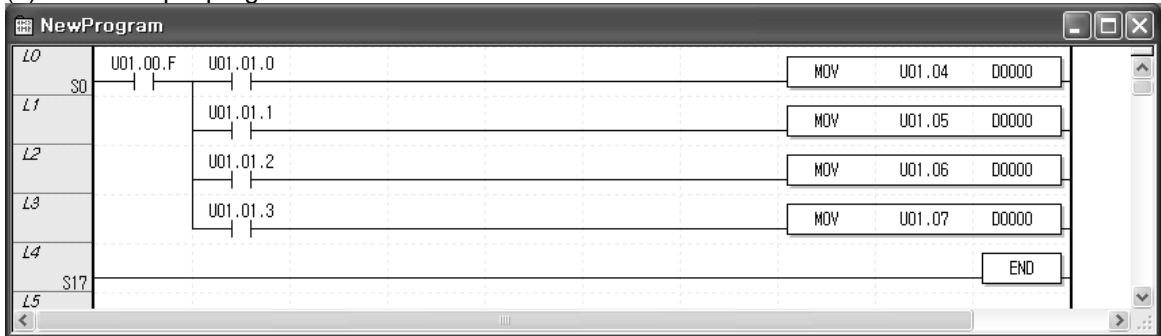 NewProgram
L0 U01.00.F U01.01.0 MOV U01.04 D0000
S0
L1 U01.01.1 MOV U01.05 D0000
L2 U01.01.2 MOV U01.06 D0000
L3 U01.01.3 MOV U01.07 D0000
L4 END
S17
L5